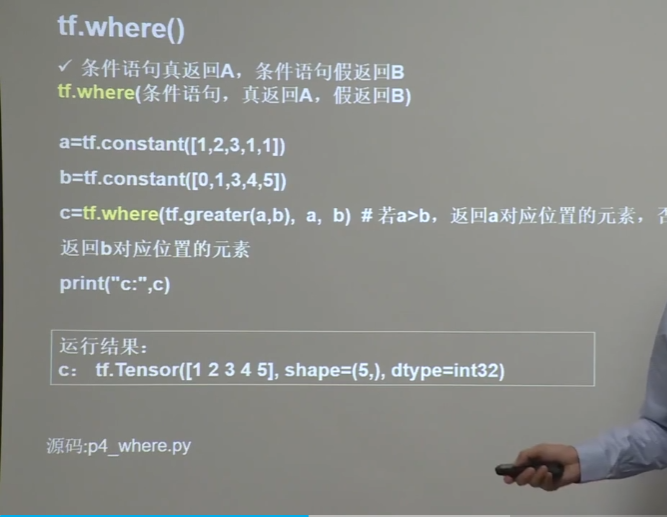 tf.where()
✓ 条件语句真返回A，条件语句假返回B
tf.where(条件语句，真返回A，假返回B)
a=tf.constant([1,2,3,1,1])
b=tf.constant([0,1,3,4,5])
c=tf.where(tf.greater(a,b), a, b) # 若a>b，返回a对应位置的元素，否
返回b对应位置的元素
print("c:",c)
运行结果：
c： tf.Tensor([1 2 3 4 5], shape=(5,), dtype=int32)
源码:p4_where.py